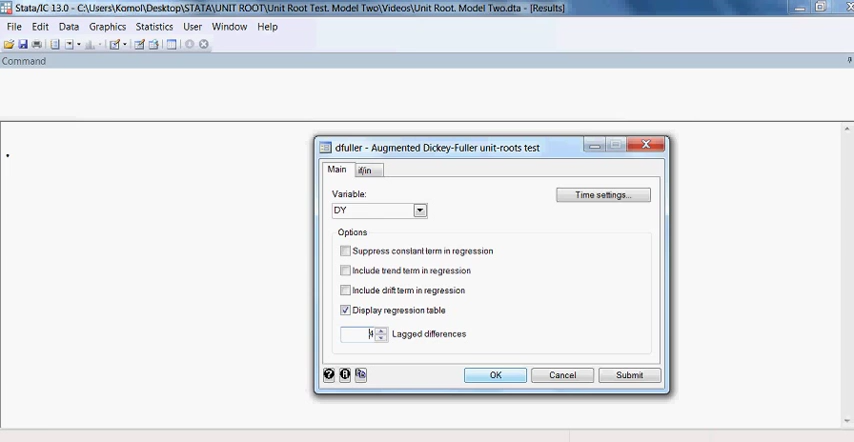 Stata/IC 13.0 - C:\Users\Komol\Desktop\STATA\UNIT ROOT\Unit Root Test. Model Two\Videos\Unit Root. Model Two.dta - [Results]
File Edit Data Graphics Statistics User Window Help
Command
.
dfuller - Augmented Dickey-Fuller unit-roots test
Main if/in
Variable:
DY
Time settings...
Options
Suppress constant term in regression
Include trend term in regression
Include drift term in regression
Display regression table
4 Lagged differences
OK Cancel Submit